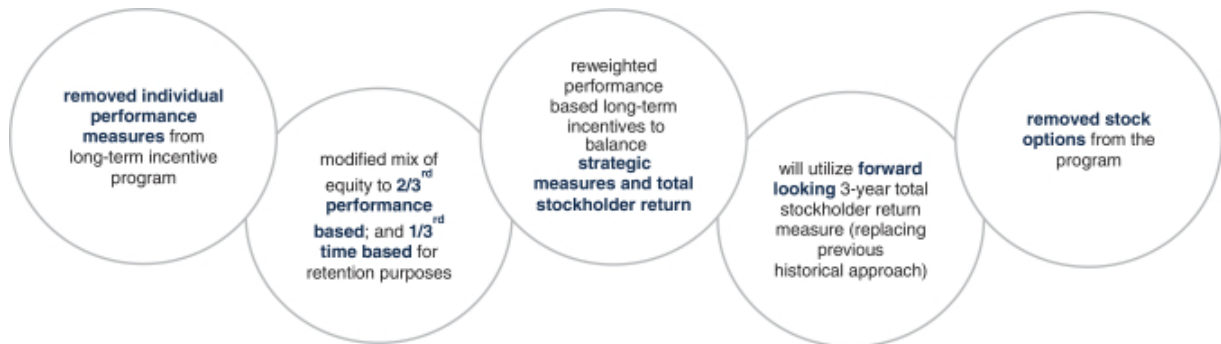 removed individual
performance
measures from
long-term incentive
program
modified mix of
equity to 2/3rd
performance
based; and 1/3rd
time based for
retention purposes
reweighted
performance
based long-term
incentives to
balance
strategic
measures and total
stockholder return
will utilize forward
looking 3-year total
stockholder return
measure (replacing
previous
historical approach)
removed stock
options from the
program